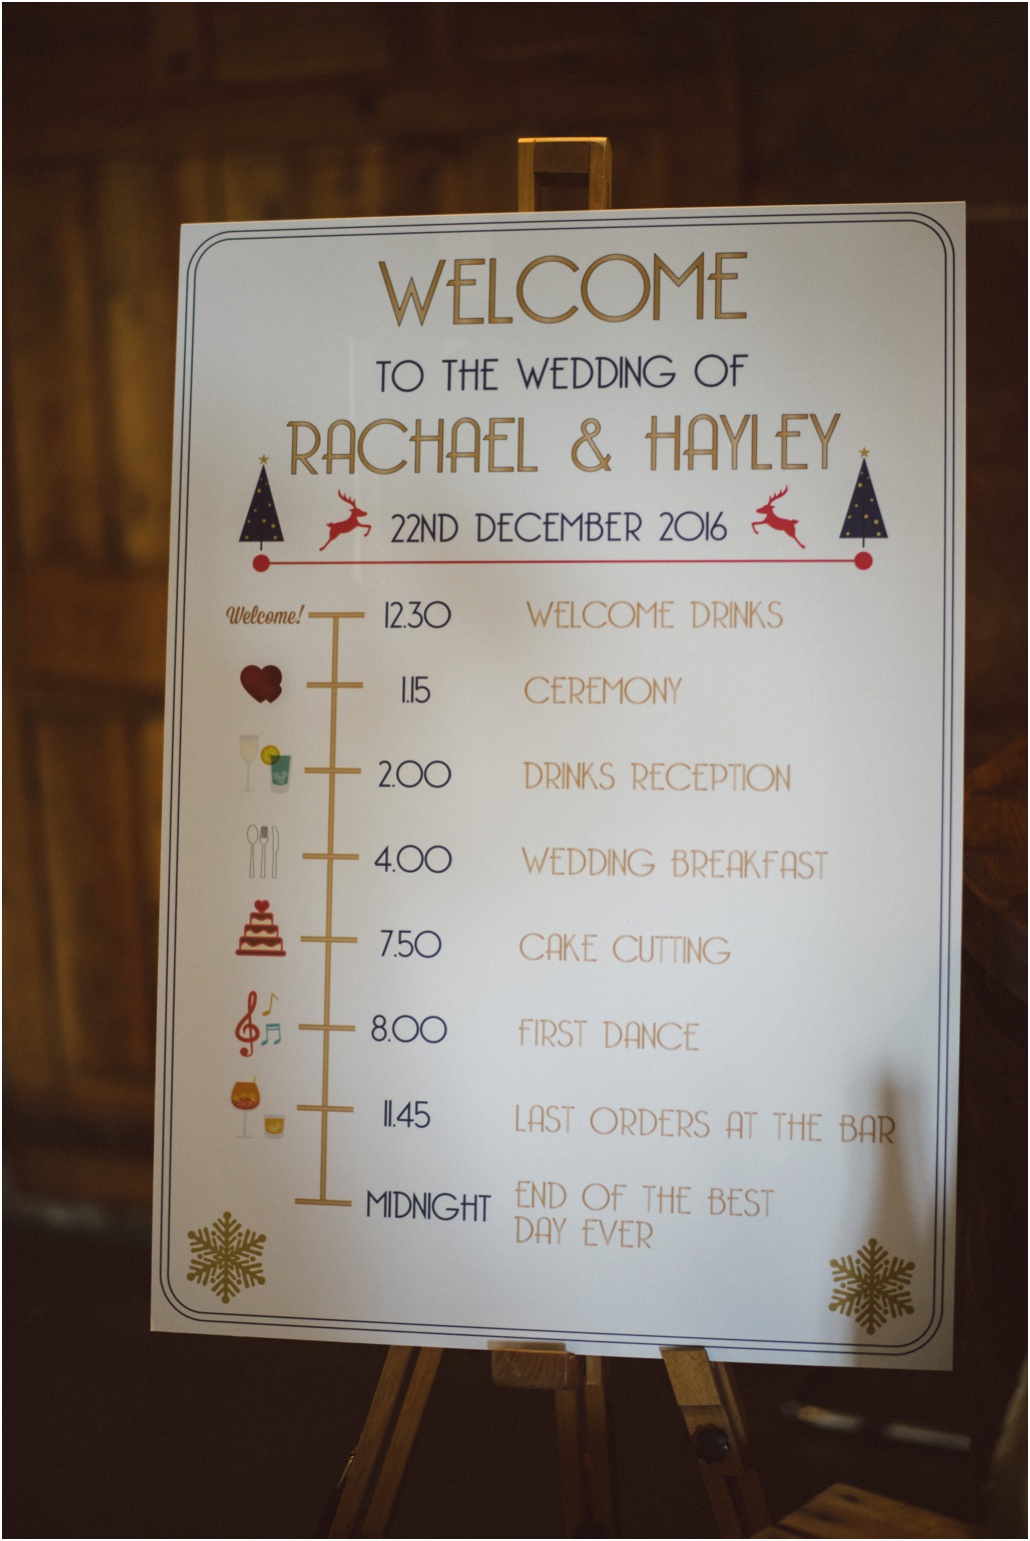 WELCOME
TO THE WEDDING OF
RACHAEL & HAYLEY
22ND DECEMBER 2016
Welcome! 12.30 WELCOME DRINKS
1.15 CEREMONY
2.00 DRINKS RECEPTION
4.00 WEDDING BREAKFAST
7.50 CAKE CUTTING
8.00 FIRST DANCE
11.45 LAST ORDERS AT THE BAR
MIDNIGHT END OF THE BEST
DAY EVER